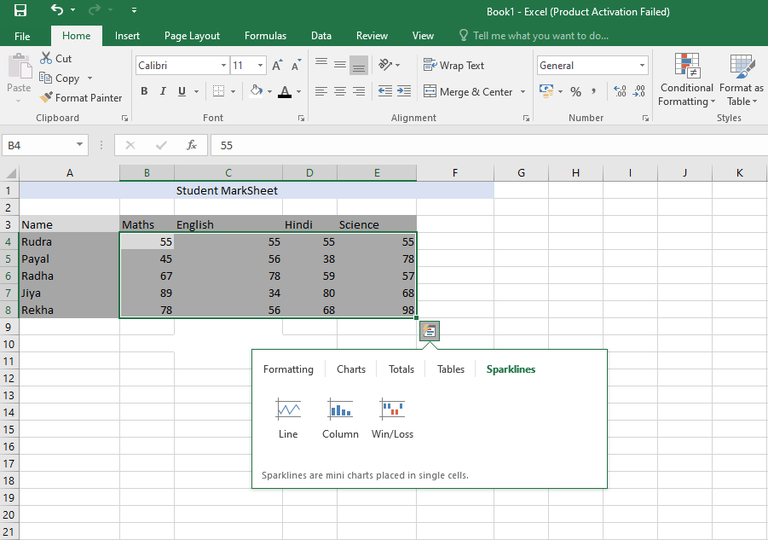 Book1 - Excel (Product Activation Failed)
File Home Insert Page Layout Formulas Data Review View Tell me what you want to do...
Paste
Cut
Copy
Format Painter
Clipboard
Calibri 11 A A
B I U A
Font
Wrap Text
Merge & Center
Alignment
General
% , .0 .00 .00 .0
Number
Conditional Formatting
Format as Table
Styles
B4 fx 55
A B C D E F G H I J K
1 Student MarkSheet
2
3 Name Maths English Hindi Science
4 Rudra 55 55 55 55
5 Payal 45 56 38 78
6 Radha 67 78 59 57
7 Jiya 89 34 80 68
8 Rekha 78 56 68 98
9
10
11
12
13
14
15
16
17
18
19
20
21
Formatting Charts Totals Tables Sparklines
Line Column Win/Loss
Sparklines are mini charts placed in single cells.